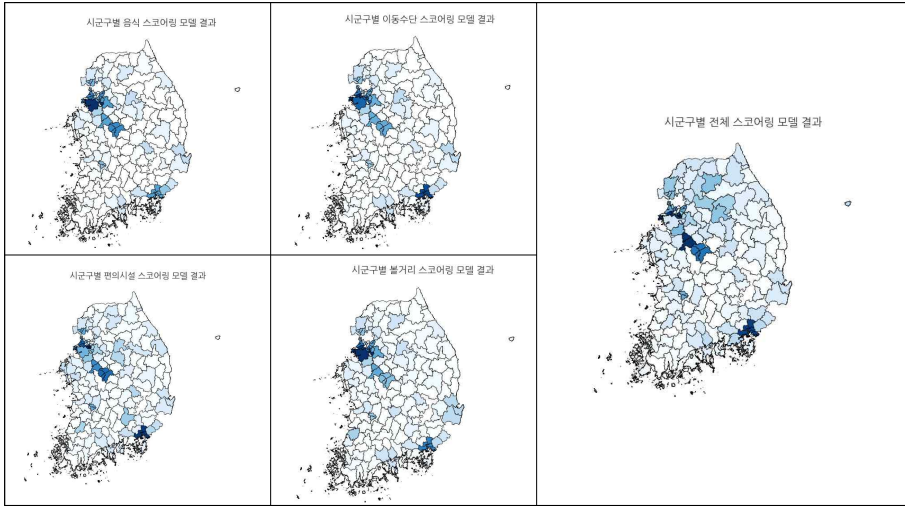 시군구별 음식 스코어링 모델 결과
시군구별 이동수단 스코어링 모델 결과
시군구별 전체 스코어링 모델 결과
시군구별 편의시설 스코어링 모델 결과
시군구별 볼거리 스코어링 모델 결과